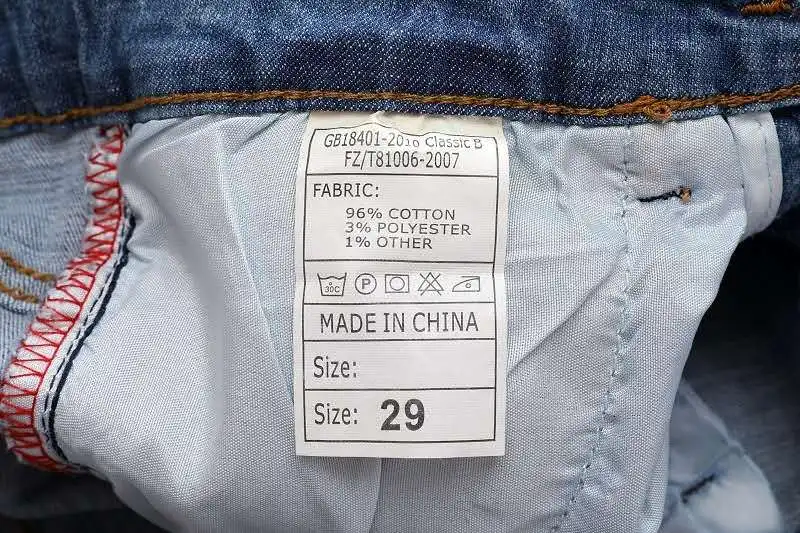 GB18401-2010 Classic B
FZ/T81006-2007
FABRIC:
96% COTTON
3% POLYESTER
1% OTHER
30C P
MADE IN CHINA
Size:
Size: 29